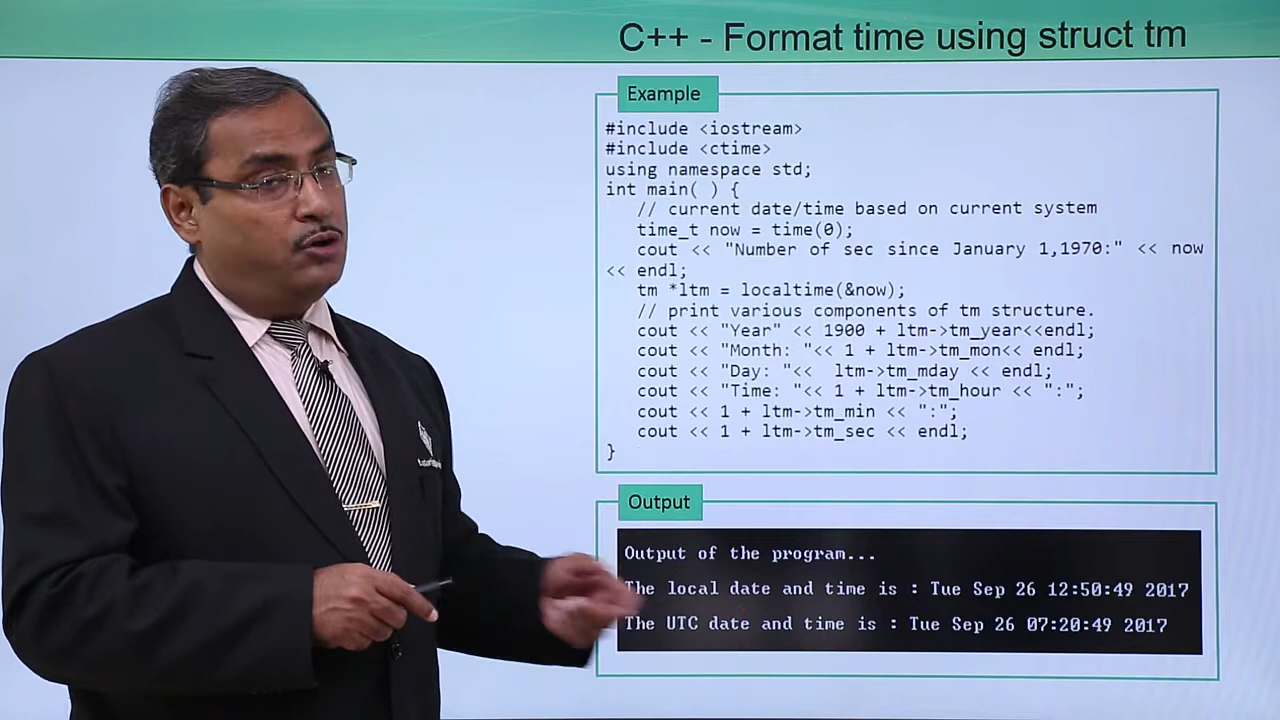 C++ - Format time using struct tm
Example
#include <iostream>
#include <ctime>
using namespace std;
int main( ) {
// current date/time based on current system
time_t now = time(0);
cout << "Number of sec since January 1,1970:" << now
<< endl;
tm *ltm = localtime(&now);
// print various components of tm structure.
cout << "Year" << 1900 + ltm->tm_year<<endl;
cout << "Month: "<< 1 + ltm->tm_mon<< endl;
cout << "Day: "<<  ltm->tm_mday << endl;
cout << "Time: "<< 1 + ltm->tm_hour << ":";
cout << 1 + ltm->tm_min << ":";
cout << 1 + ltm->tm_sec << endl;
}
Output
Output of the program...
The local date and time is : Tue Sep 26 12:50:49 2017
The UTC date and time is : Tue Sep 26 07:20:49 2017